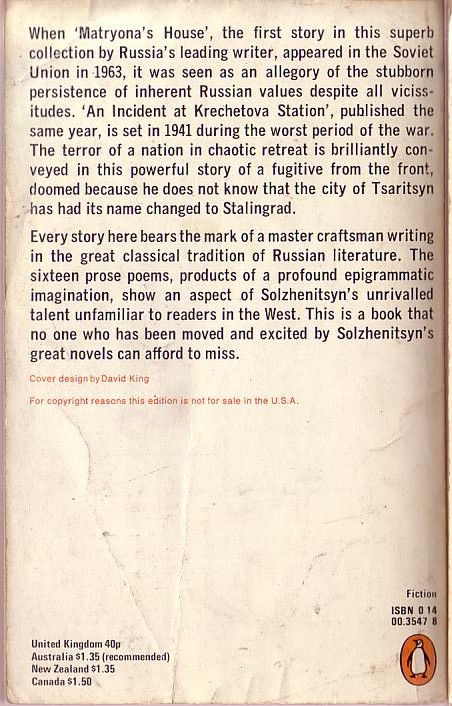 When 'Matryona's House', the first story in this superb
collection by Russia's leading writer, appeared in the Soviet
Union in 1963, it was seen as an allegory of the stubborn
persistence of inherent Russian values despite all viciss-
itudes. 'An Incident at Krechetova Station', published the
same year, is set in 1941 during the worst period of the war.
The terror of a nation in chaotic retreat is brilliantly con-
veyed in this powerful story of a fugitive from the front,
doomed because he does not know that the city of Tsaritsyn
has had its name changed to Stalingrad.
Every story here bears the mark of a master craftsman writing
in the great classical tradition of Russian literature. The
sixteen prose poems, products of a profound epigrammatic
imagination, show an aspect of Solzhenitsyn's unrivalled
talent unfamiliar to readers in the West. This is a book that
no one who has been moved and excited by Solzhenitsyn's
great novels can afford to miss.
Cover design by David King
For copyright reasons this edition is not for sale in the U.S.A.
Fiction
ISBN 0 14
00.3547 8
United Kingdom 40p
Australia $1.35 (recommended)
New Zealand $1.35
Canada $1.50